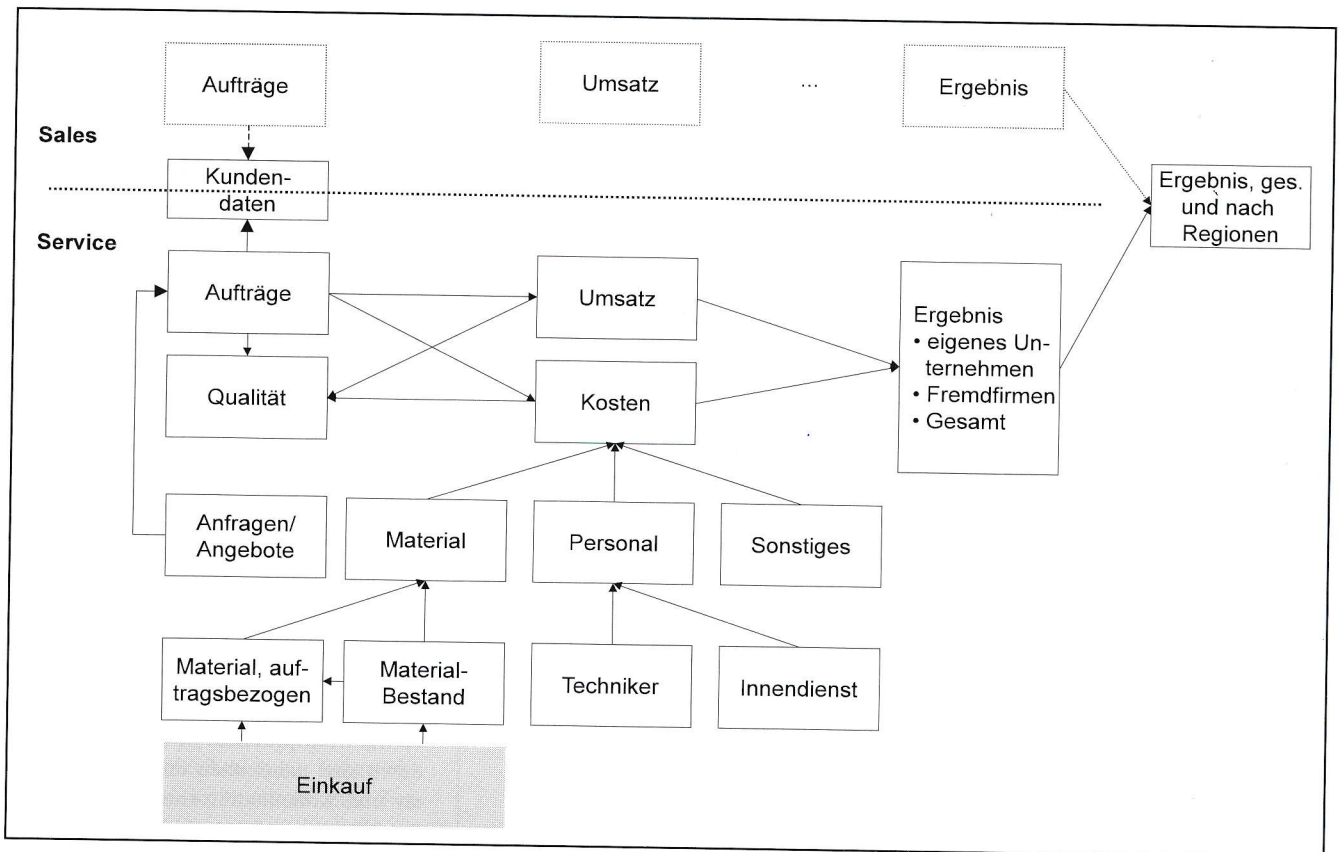 Aufträge
Umsatz
...
Ergebnis
Sales
Kunden-
daten
Ergebnis, ges.
und nach
Regionen
Service
Aufträge
Umsatz
Ergebnis
• eigenes Un-
ternehmen
• Fremdfirmen
• Gesamt
Qualität
Kosten
Anfragen/
Angebote
Material
Personal
Sonstiges
Material, auf-
tragsbezogen
Material-
Bestand
Techniker
Innendienst
Einkauf